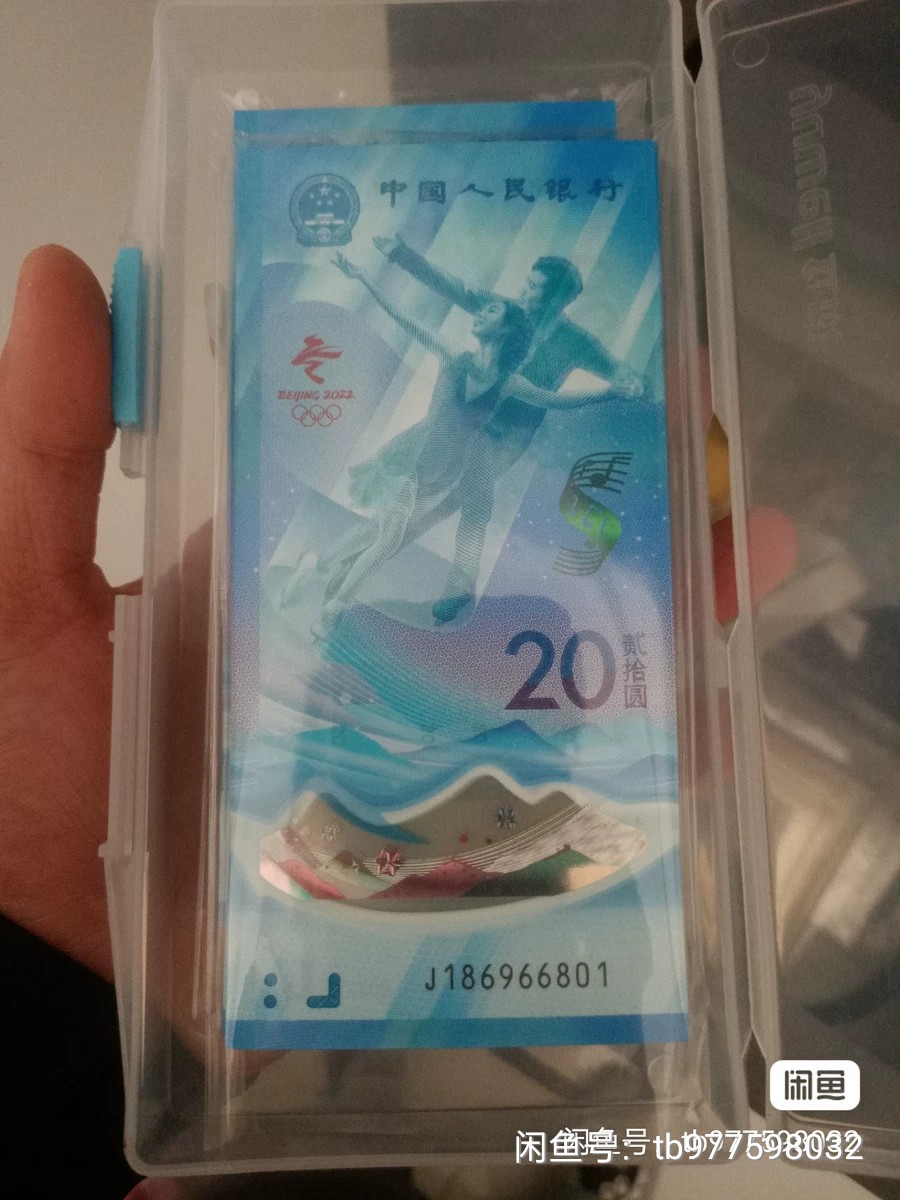 中国人民银行
BEIJING 2022
20
贰拾圆
J186966801
闲鱼
闲鱼号：tb977598032